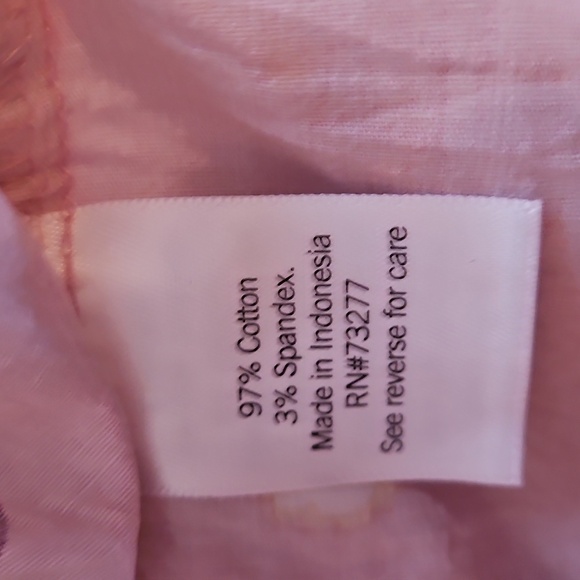 97% Cotton
3% Spandex.
Made in Indonesia
RN#73277
See reverse for care